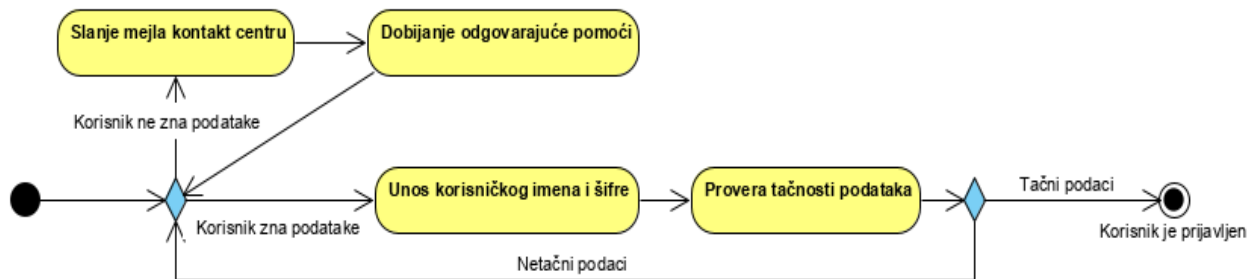 Slanje mejla kontakt centru
Dobijanje odgovarajuće pomoći
Korisnik ne zna podatake
Unos korisničkog imena i šifre
Provera tačnosti podataka
Tačni podaci
Korisnik zna podatake
Korisnik je prijavljen
Netačni podaci